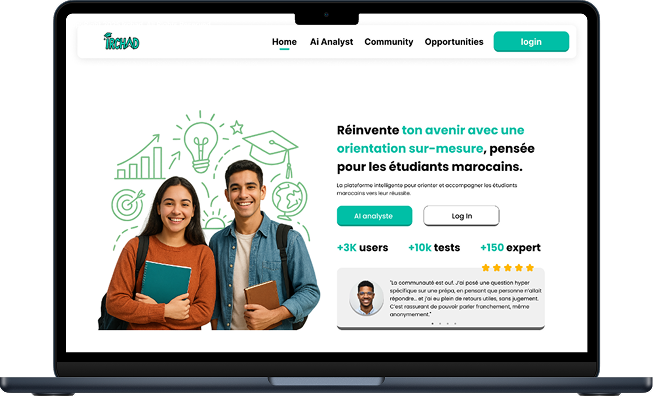 IRCHAD
Home
Ai Analyst
Community
Opportunities
login
Réinvente ton avenir avec une
orientation sur-mesure, pensée
pour les étudiants marocains.
La plateforme intelligente pour orienter et accompagner les étudiants
marocains vers leur réussite.
AI analyste
Log In
+3K users
+10k tests
+150 expert
"La communauté est ouf. J'ai posé une question hyper
spécifique sur une prépa, en pensant que personne n'allait
répondre... et j'ai eu plein de retours utiles, sans jugement.
C'est rassurant de pouvoir parler franchement, même
anonymement."